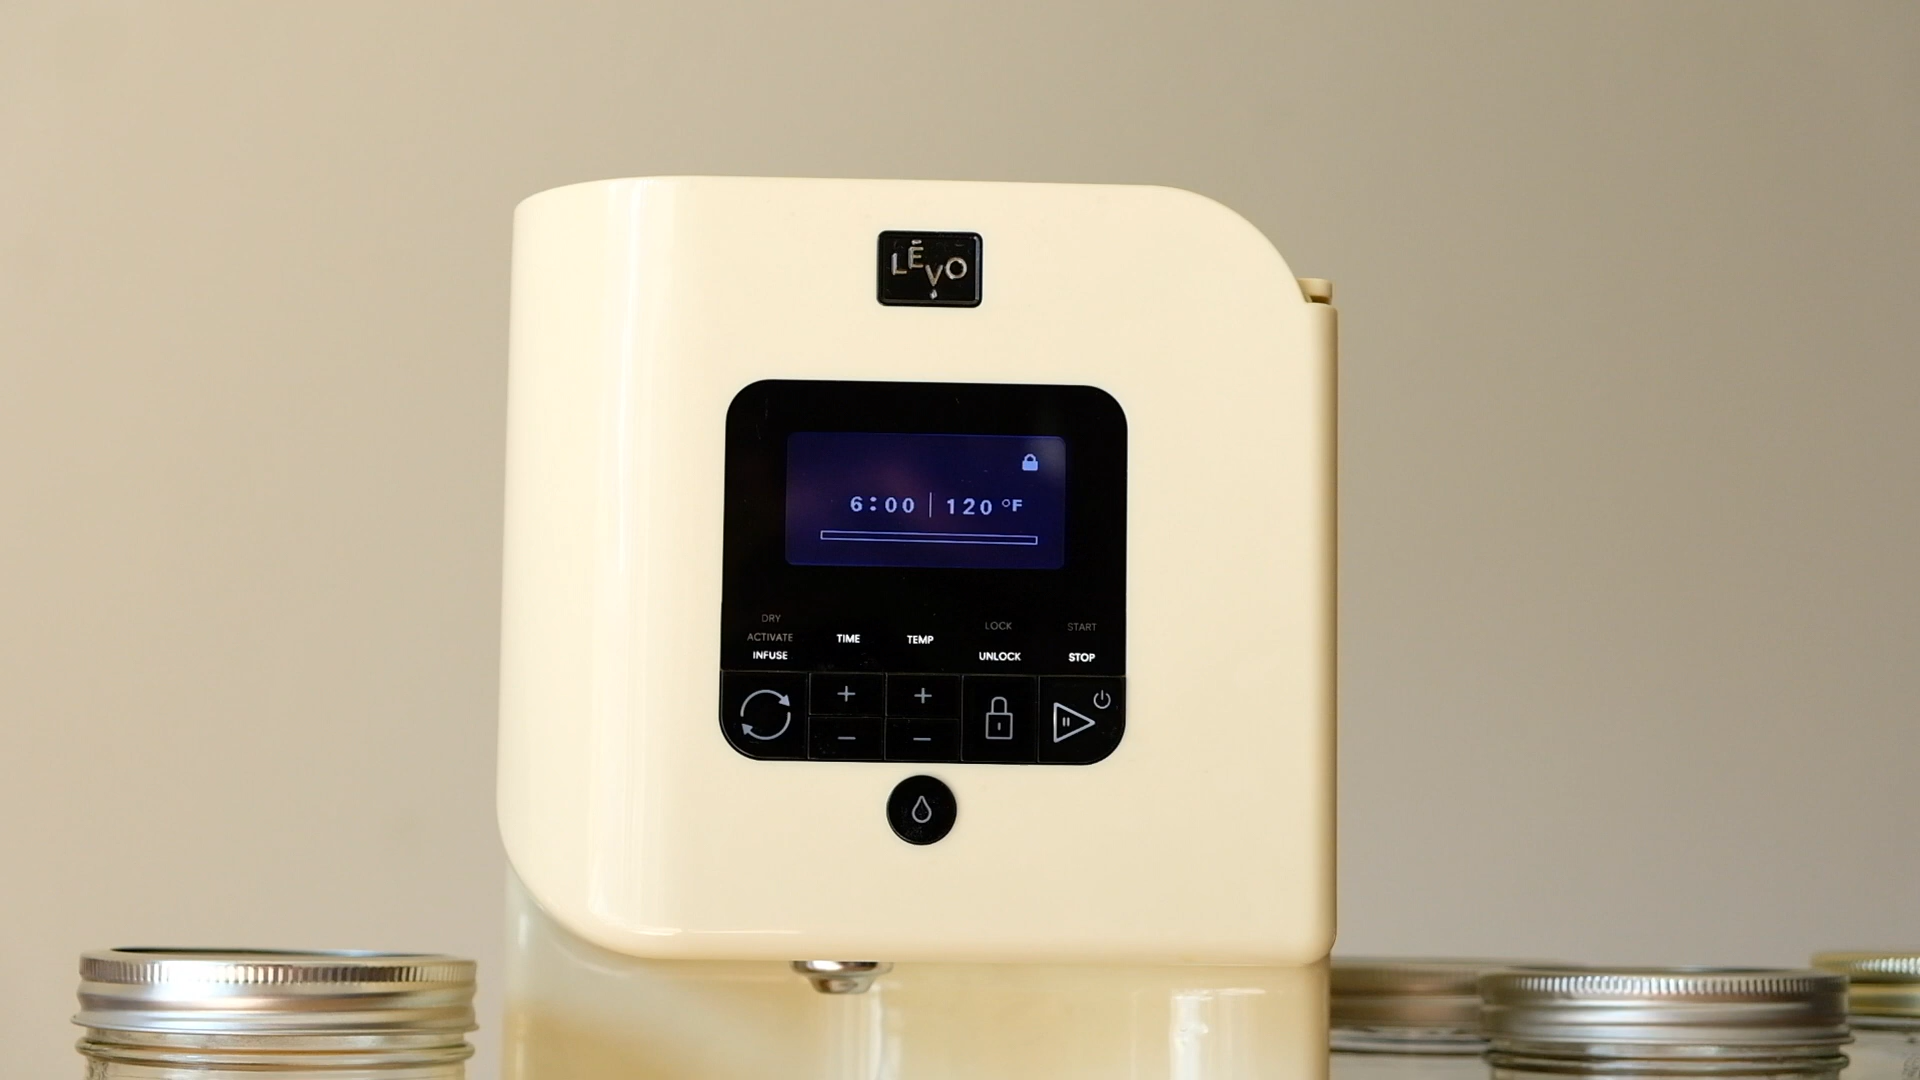 LĒVO
6:00 | 120 °F
DRY
ACTIVATE
INFUSE
TIME
TEMP
LOCK
UNLOCK
START
STOP
+ +
− −